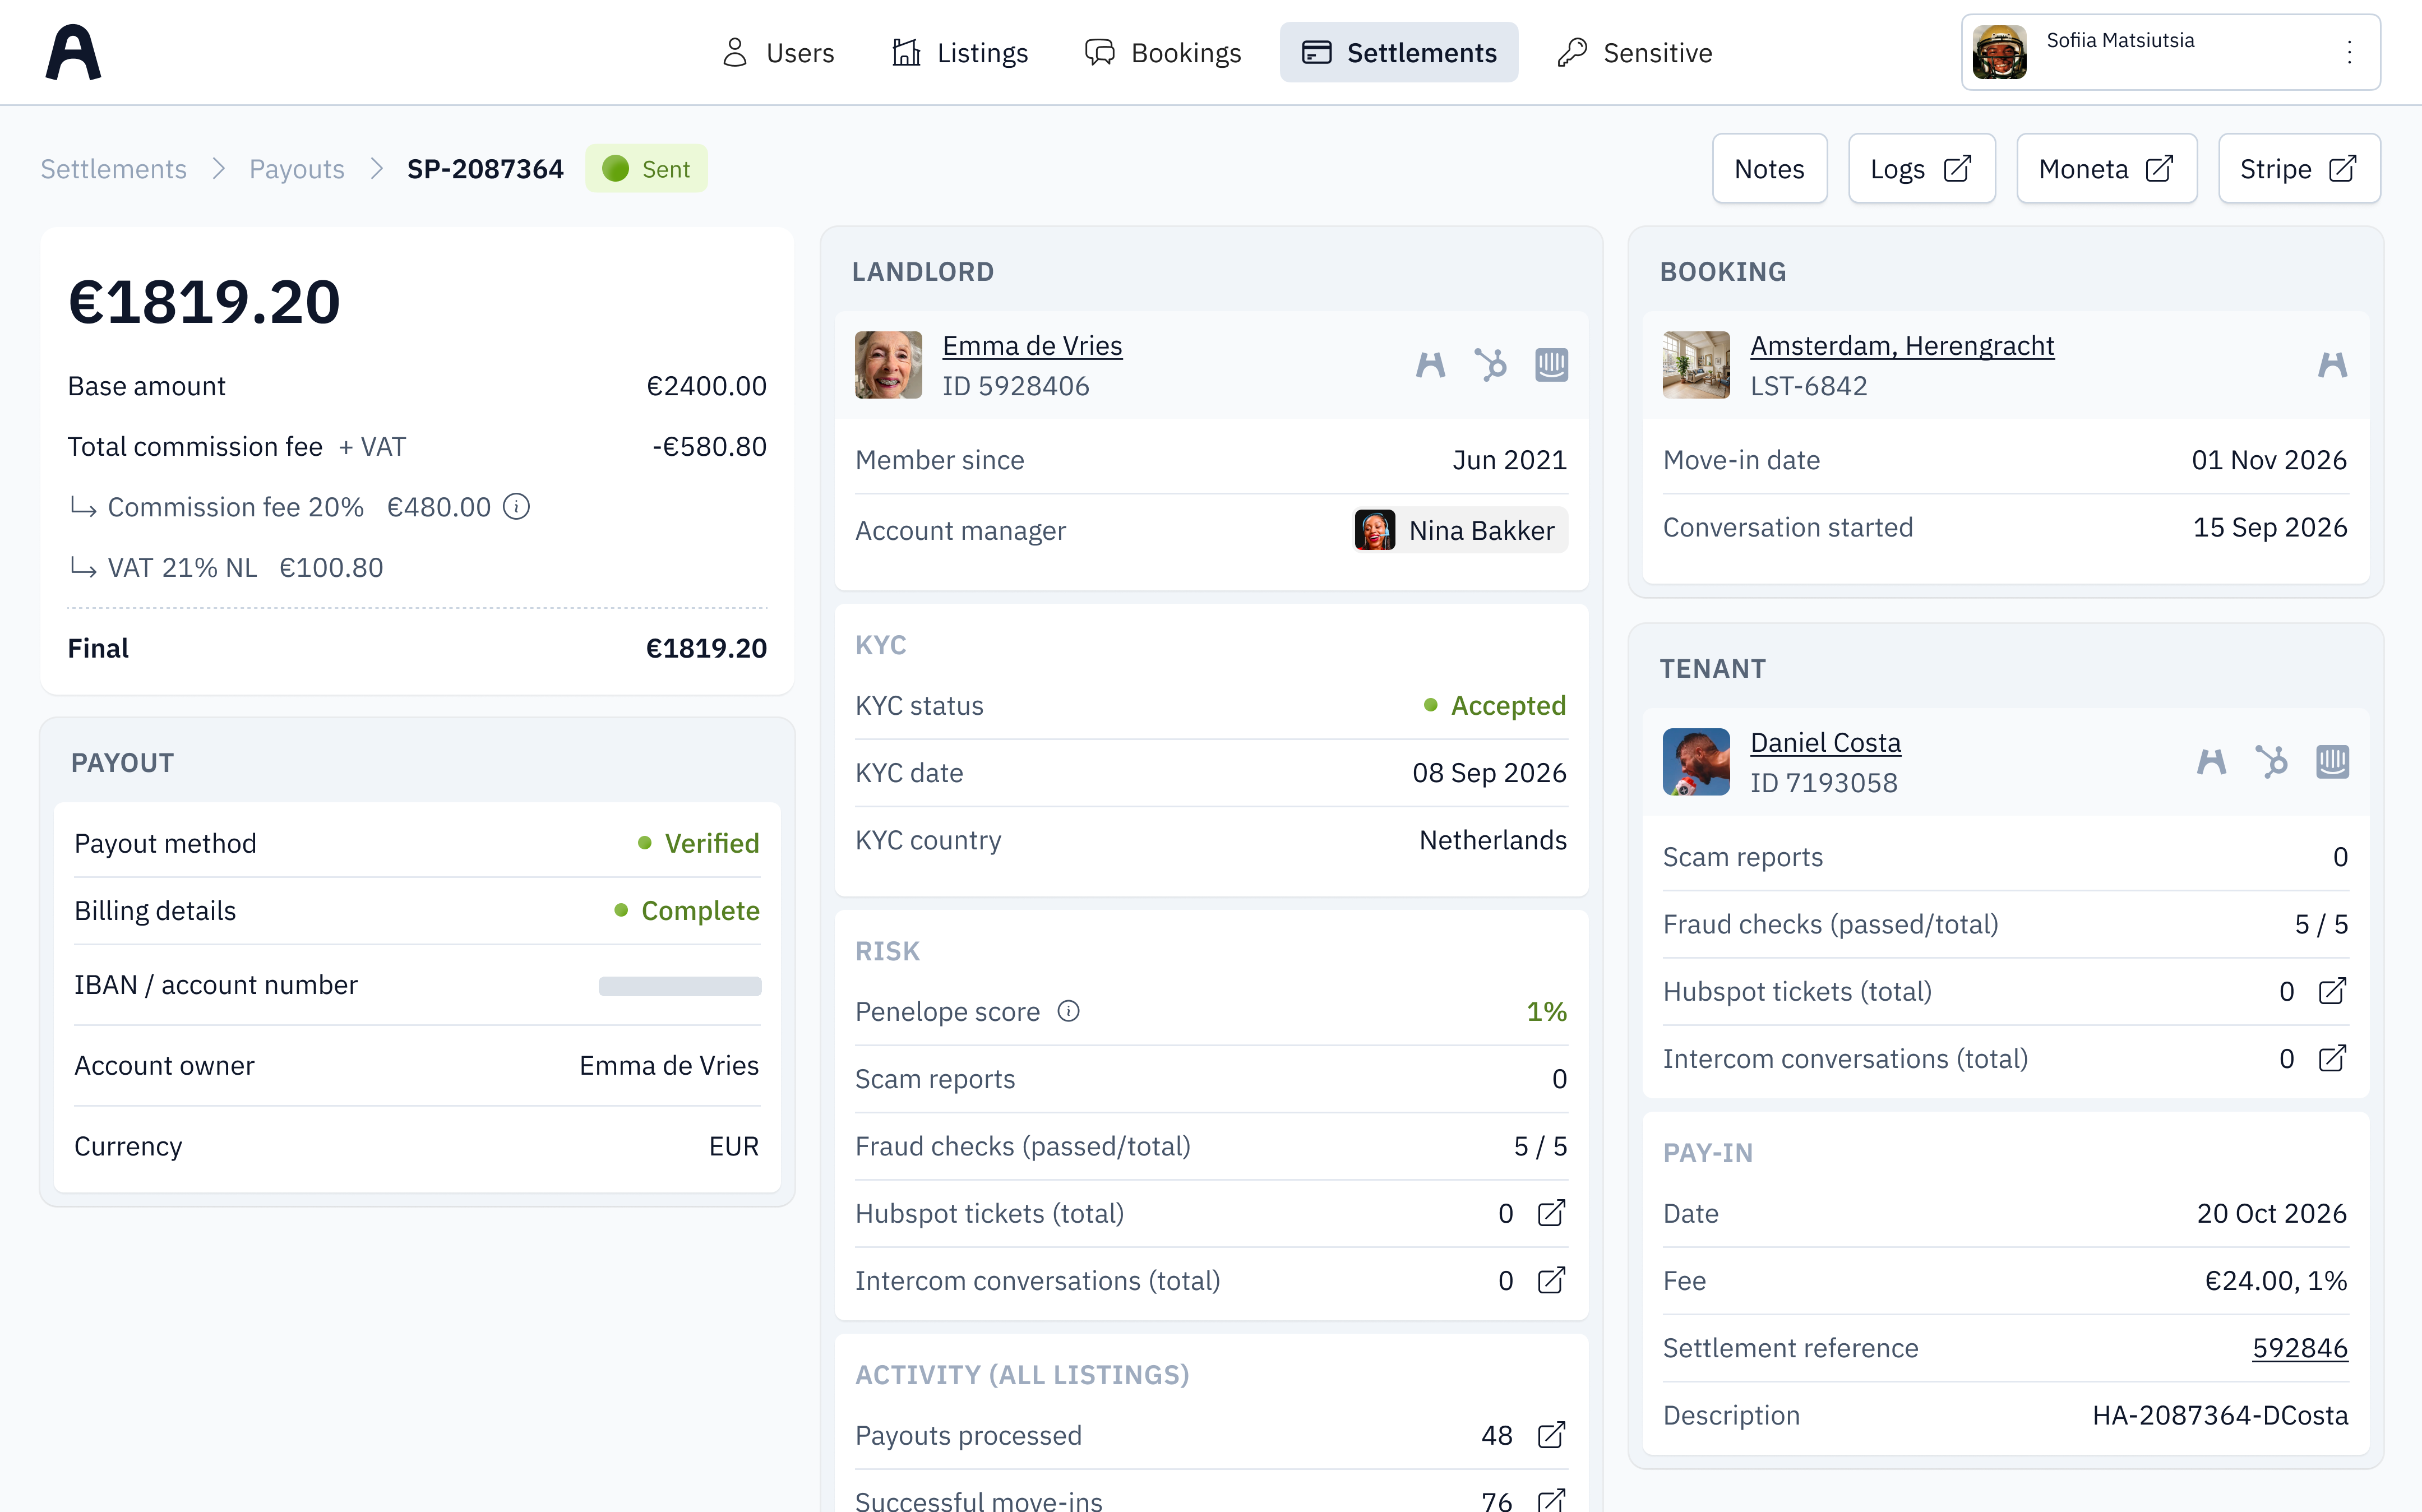 Users
Listings
Bookings
Settlements
Sensitive
Sofiia Matsiutsia
Settlements
Payouts
SP-2087364
Sent
Notes
Logs
Moneta
Stripe
€1819.20
Base amount €2400.00
Total commission fee + VAT -€580.80
Commission fee 20% €480.00
VAT 21% NL €100.80
Final €1819.20
PAYOUT
Payout method Verified
Billing details Complete
IBAN / account number
Account owner Emma de Vries
Currency EUR
LANDLORD
Emma de Vries
ID 5928406
Member since Jun 2021
Account manager Nina Bakker
KYC
KYC status Accepted
KYC date 08 Sep 2026
KYC country Netherlands
RISK
Penelope score 1%
Scam reports 0
Fraud checks (passed/total) 5 / 5
Hubspot tickets (total) 0
Intercom conversations (total) 0
ACTIVITY (ALL LISTINGS)
Payouts processed 48
Successful move-ins 76
BOOKING
Amsterdam, Herengracht
LST-6842
Move-in date 01 Nov 2026
Conversation started 15 Sep 2026
TENANT
Daniel Costa
ID 7193058
Scam reports 0
Fraud checks (passed/total) 5 / 5
Hubspot tickets (total) 0
Intercom conversations (total) 0
PAY-IN
Date 20 Oct 2026
Fee €24.00, 1%
Settlement reference 592846
Description HA-2087364-DCosta